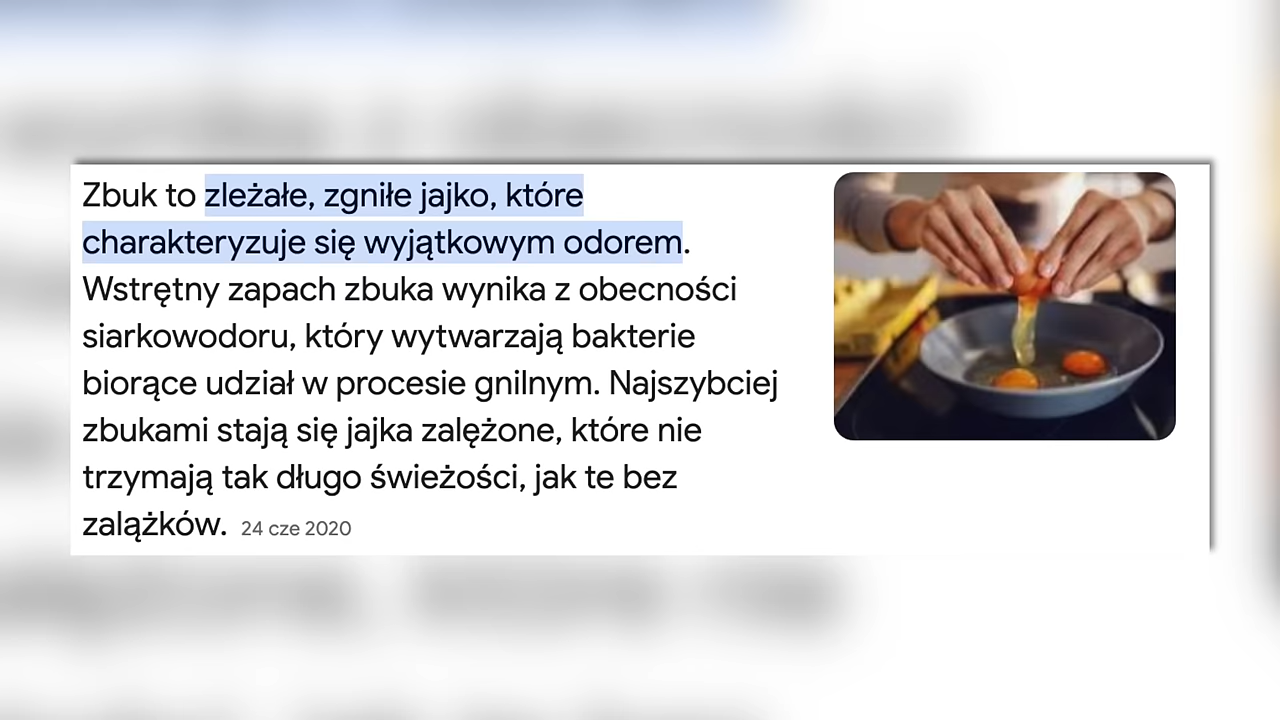 Zbuk to zleżałe, zgniłe jajko, które
charakteryzuje się wyjątkowym odorem.
Wstrętny zapach zbuka wynika z obecności
siarkowodoru, który wytwarzają bakterie
biorące udział w procesie gnilnym. Najszybciej
zbukami stają się jajka zalężone, które nie
trzymają tak długo świeżości, jak te bez
zalążków. 24 cze 2020